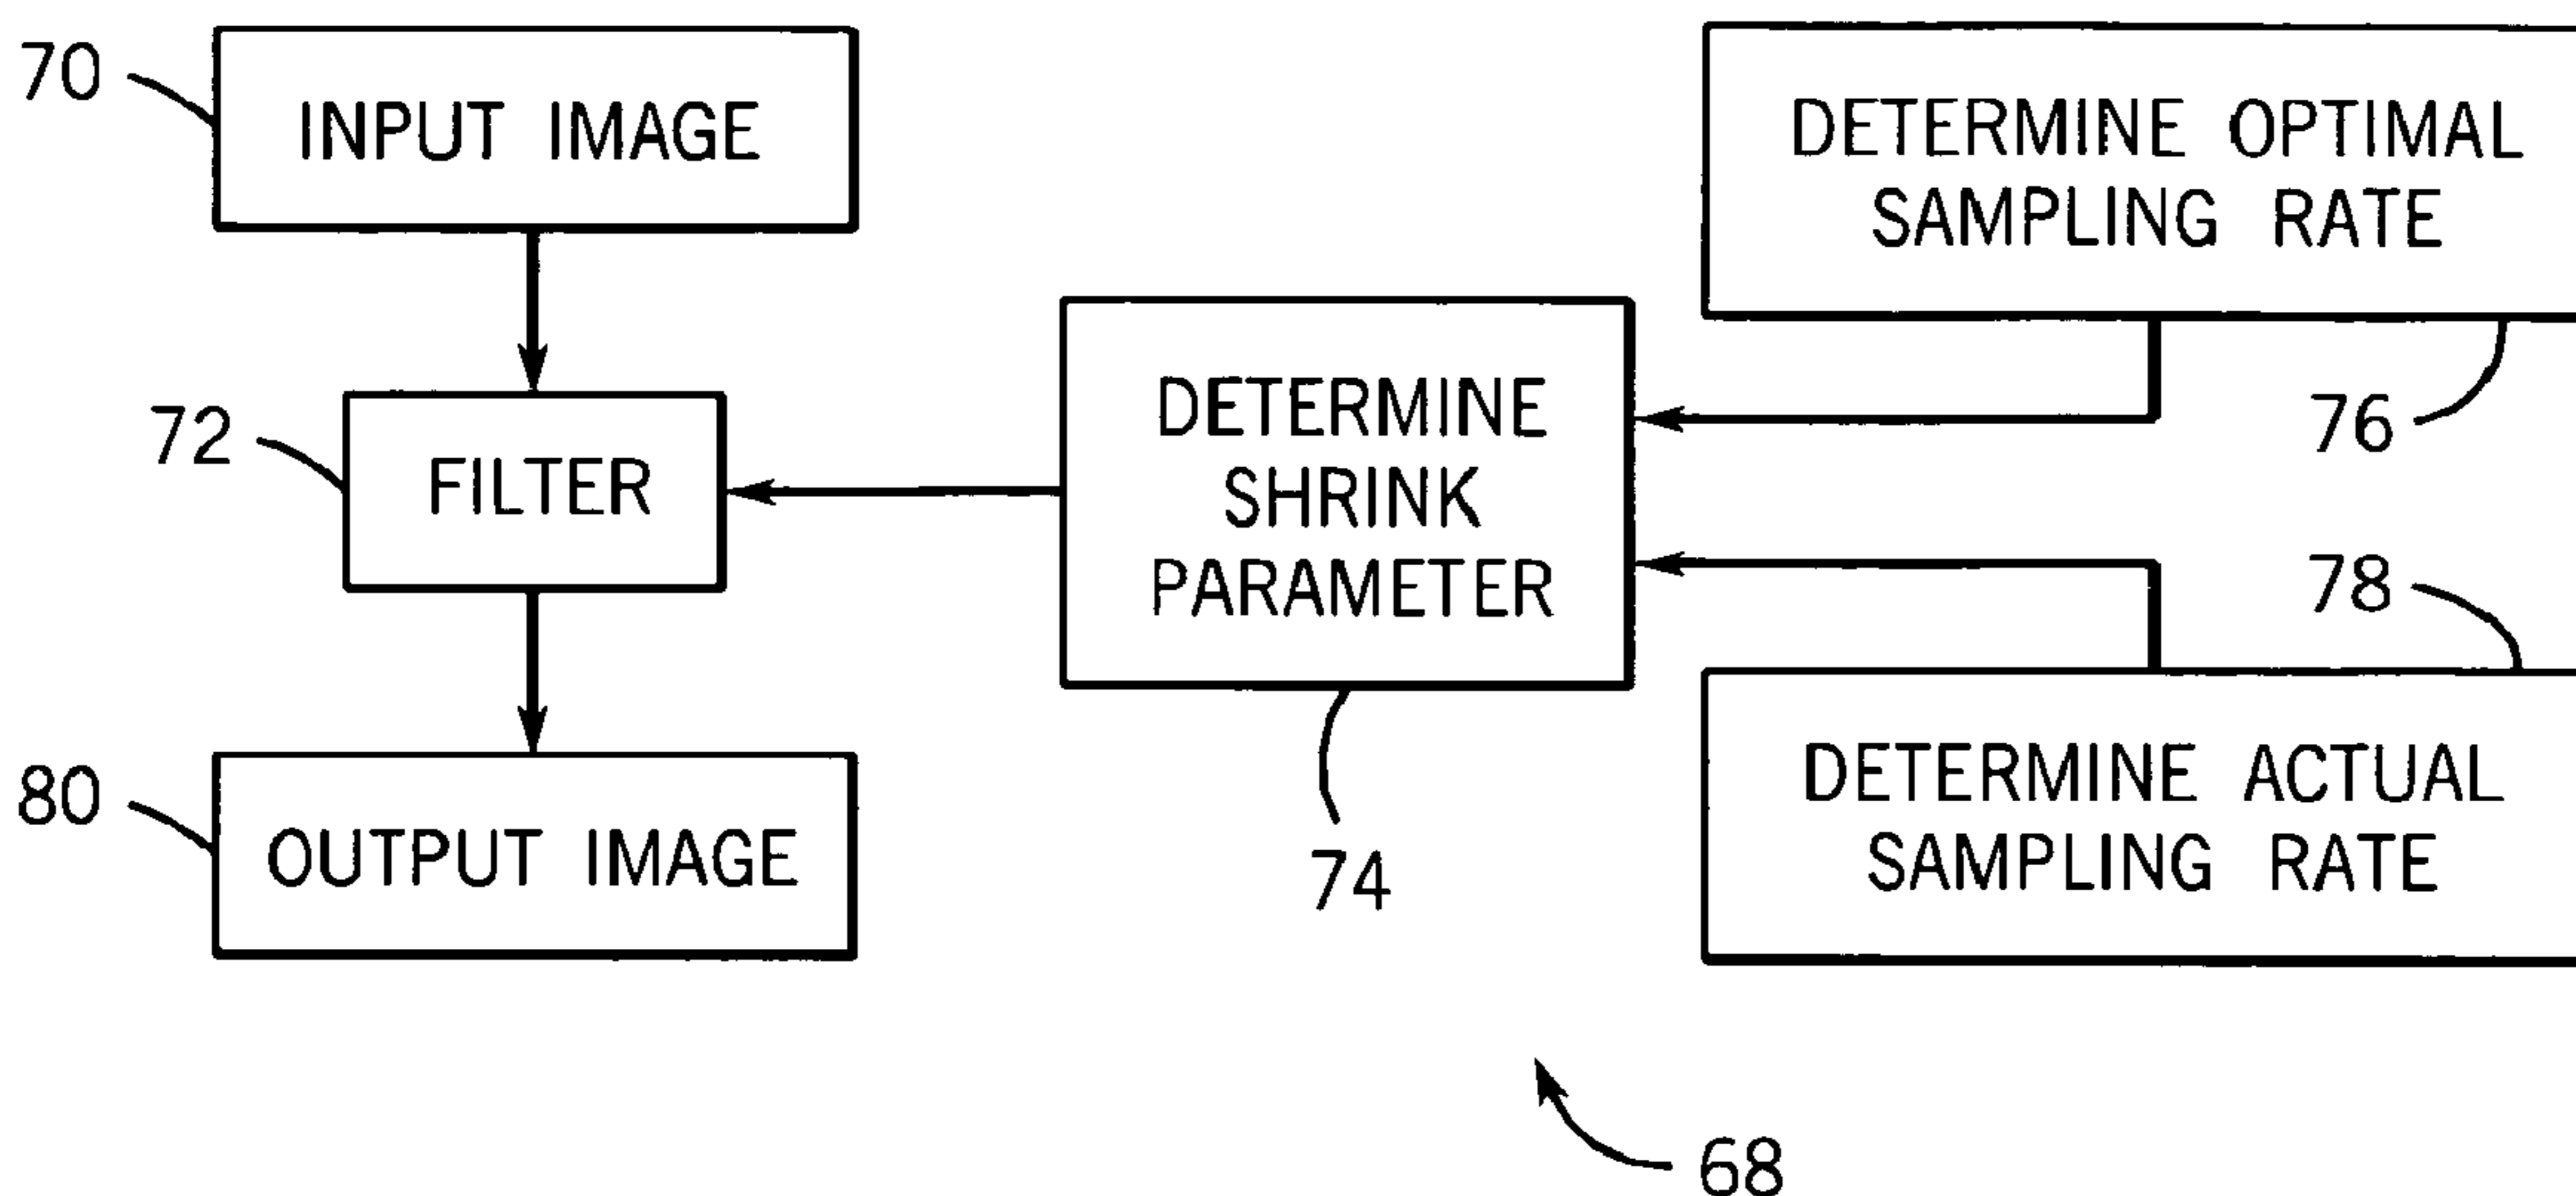 70
INPUT IMAGE
DETERMINE OPTIMAL
SAMPLING RATE
76
72
FILTER
DETERMINE
SHRINK
PARAMETER
74
78
DETERMINE ACTUAL
SAMPLING RATE
80
OUTPUT IMAGE
68